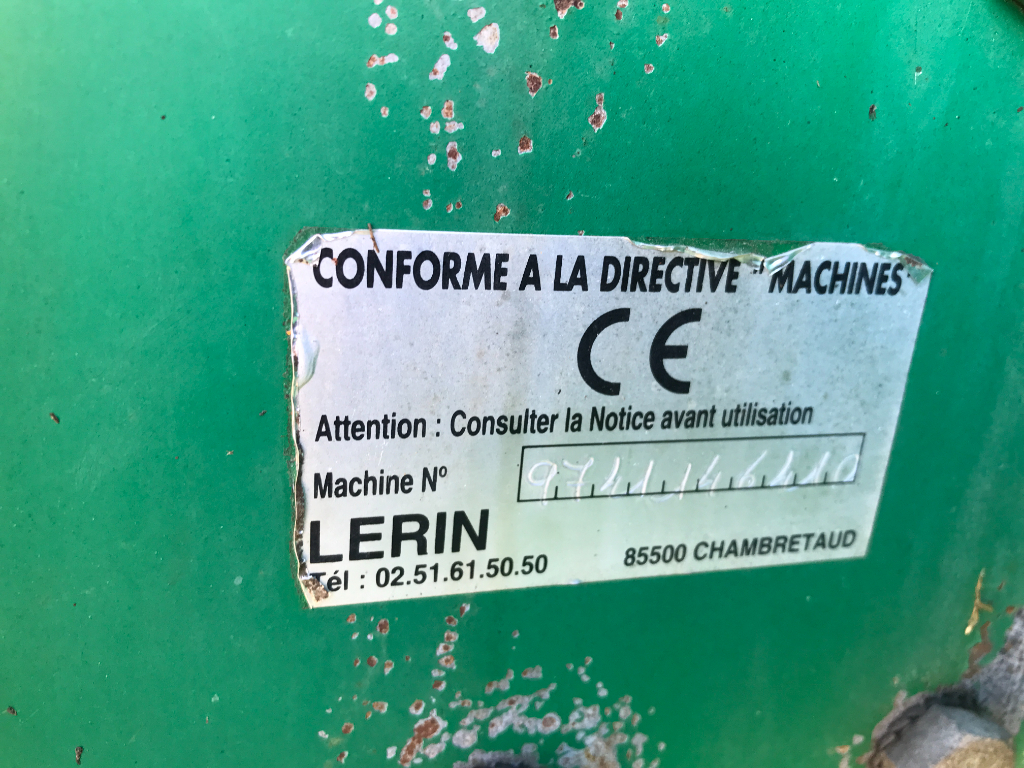 CONFORME A LA DIRECTIVE "MACHINES"
CE
Attention : Consulter la Notice avant utilisation
Machine N°
LERIN
85500 CHAMBRETAUD
Tél : 02.51.61.50.50